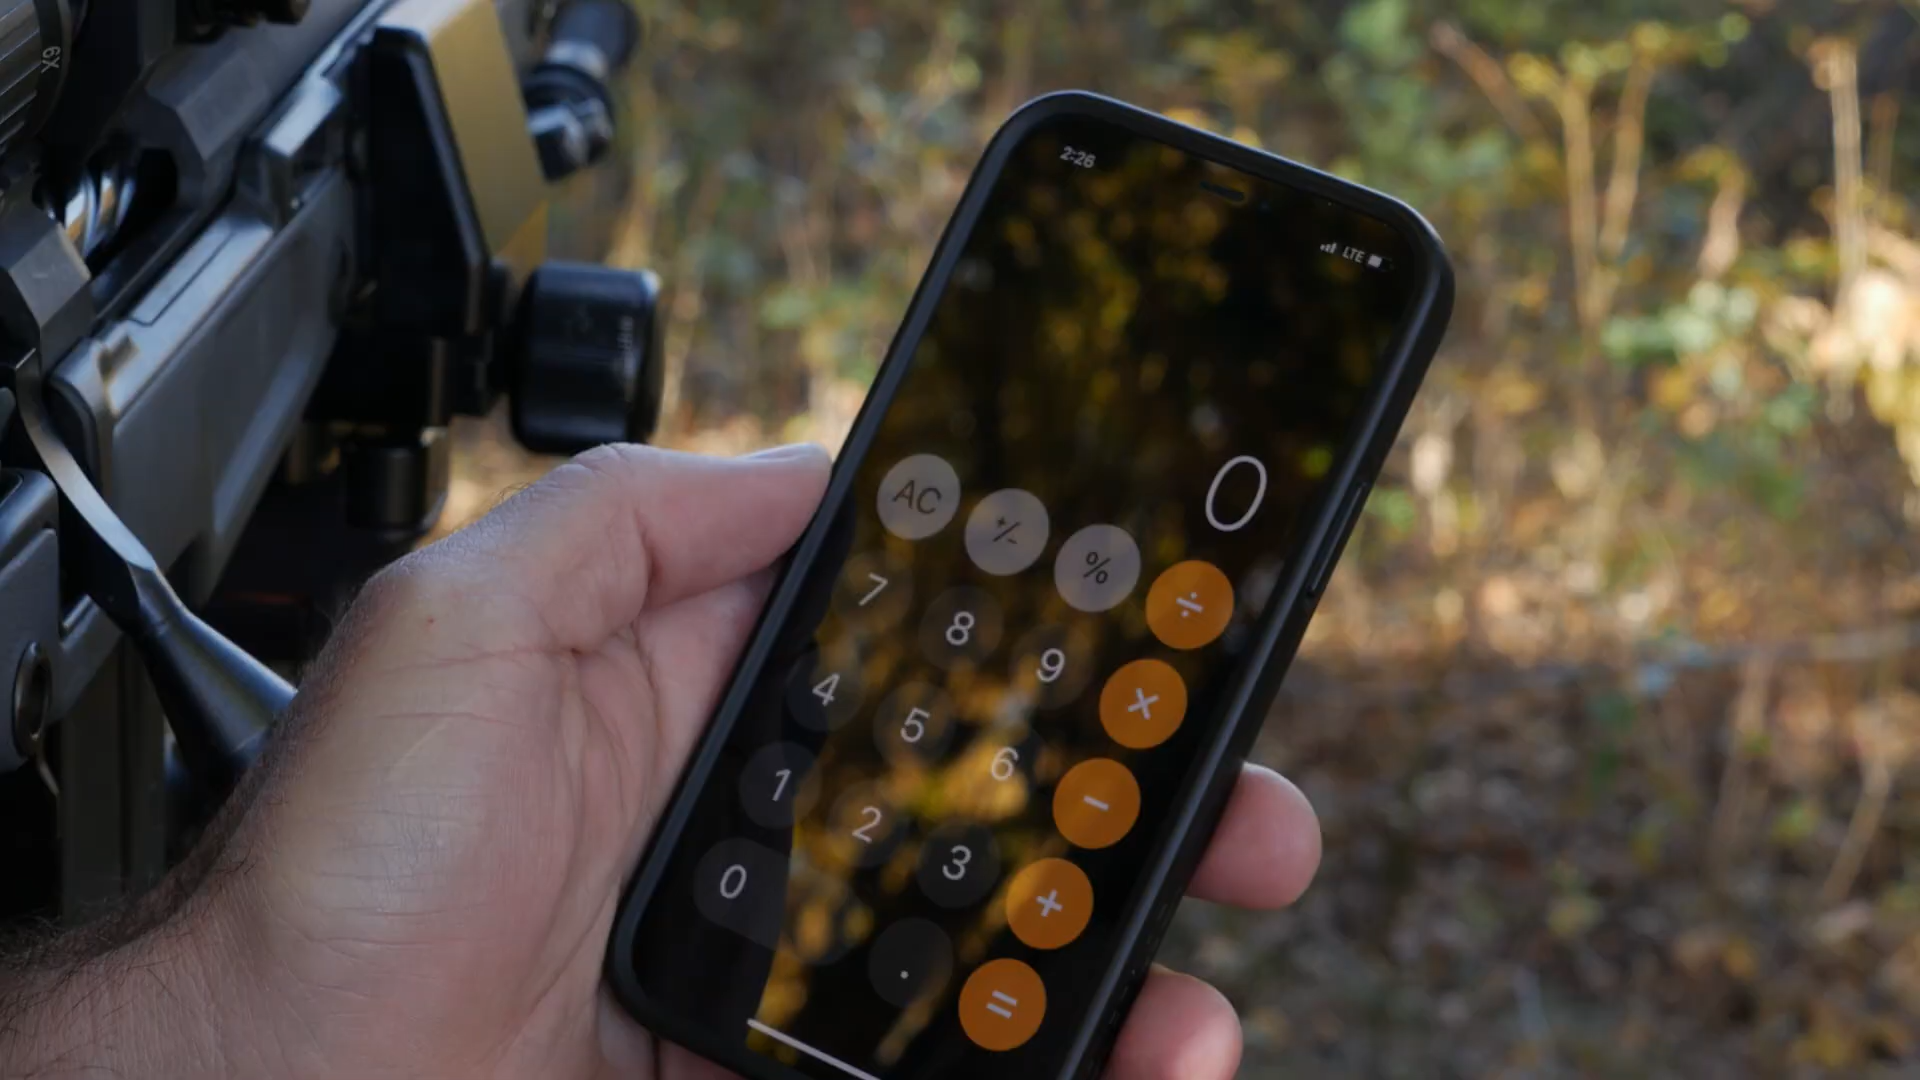 6X
2:26
LTE
0
AC +/- % ÷
7 8 9 ×
4 5 6 −
1 2 3 +
0 . =